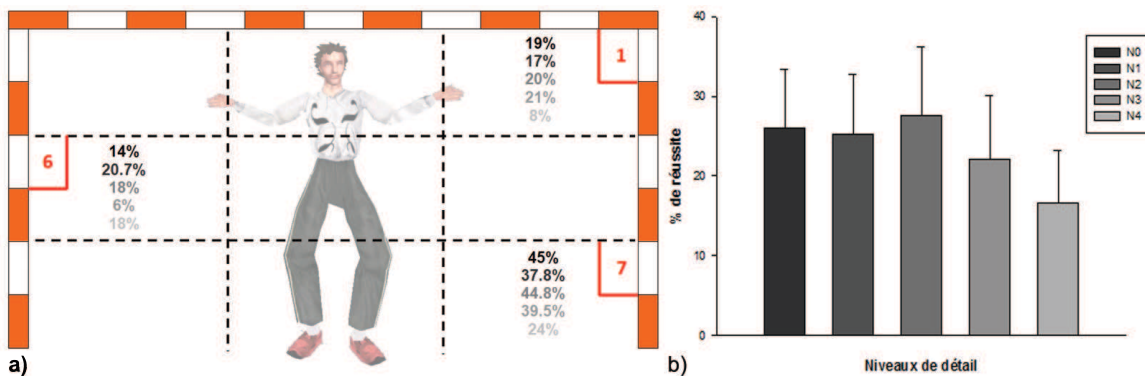 19%
17%
20%
21%
8%
1
6
14%
20.7%
18%
6%
18%
45%
37.8%
44.8%
39.5%
24%
7
a)
% de réussite
40
30
20
10
0
N0
N1
N2
N3
N4
b)
Niveaux de détail